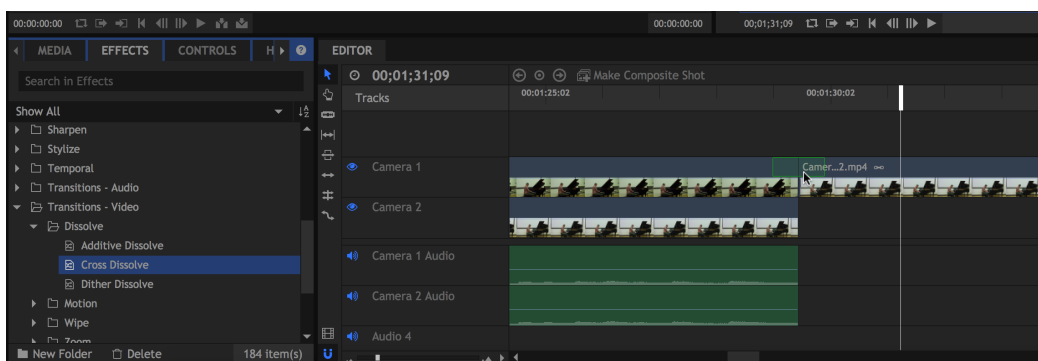 00:00:00:00
00:00:00:00
00;01;31;09
MEDIA
EFFECTS
CONTROLS
H
?
EDITOR
Search in Effects
00;01;31;09
Make Composite Shot
Tracks
00:01:25:02
00:01:30:02
Show All
Sharpen
Stylize
Temporal
Transitions - Audio
Transitions - Video
Dissolve
Additive Dissolve
Cross Dissolve
Dither Dissolve
Motion
Wipe
Zoom
New Folder
Delete
184 item(s)
Camera 1
Camer...2.mp4
Camera 2
Camera 1 Audio
Camera 2 Audio
Audio 4